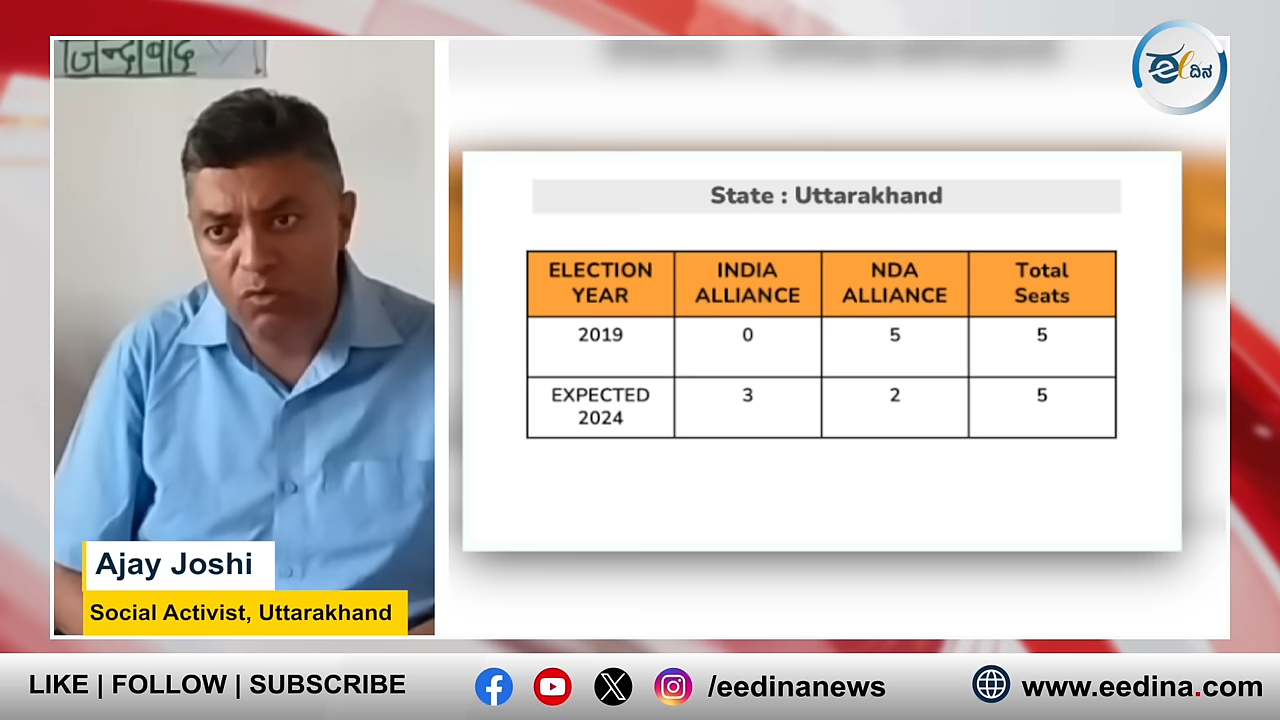 जिन्दाबाद
eదిన
State : Uttarakhand
ELECTION YEAR INDIA ALLIANCE NDA ALLIANCE Total Seats
2019 0 5 5
EXPECTED 2024 3 2 5
Ajay Joshi
Social Activist, Uttarakhand
LIKE | FOLLOW | SUBSCRIBE
/eedinanews
www.eedina.com